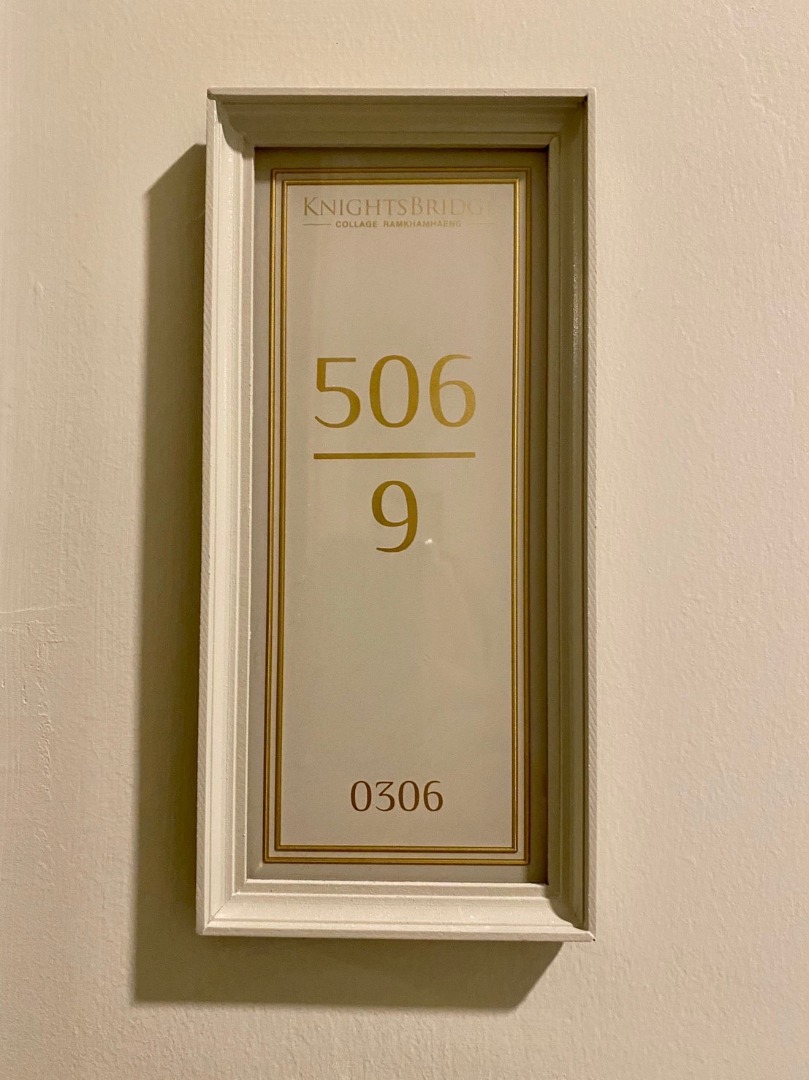 KNIGHTSBRIDGE
COLLAGE RAMKHAMHAENG
506
9
0306